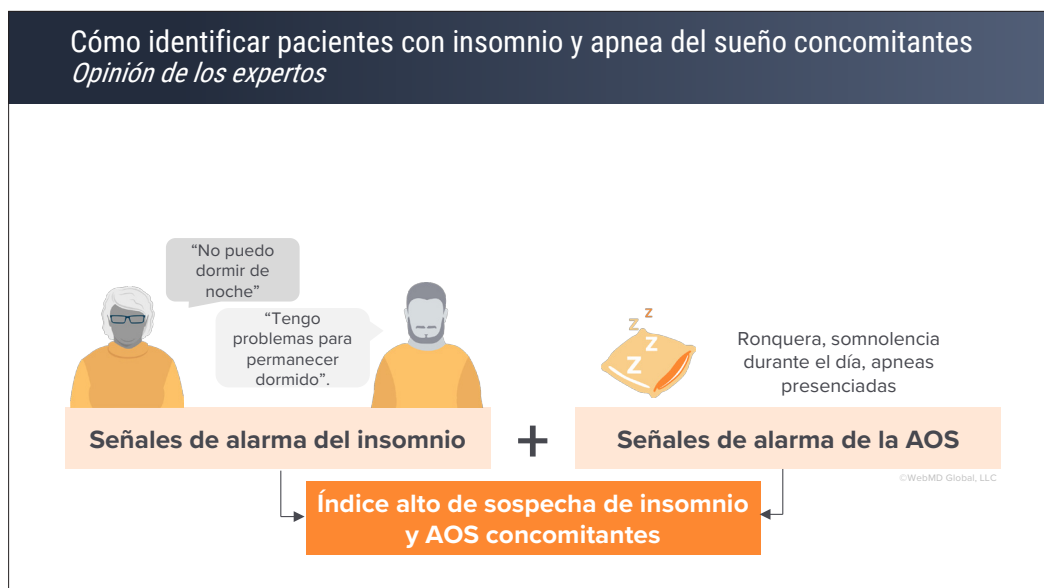 Cómo identificar pacientes con insomnio y apnea del sueño concomitantes
Opinión de los expertos
“No puedo
dormir de
noche”
“Tengo
problemas para
permanecer
dormido”.
z
z
Z
Z
Ronquera, somnolencia
durante el día, apneas
presenciadas
Señales de alarma del insomnio
+
Señales de alarma de la AOS
©WebMD Global, LLC
Índice alto de sospecha de insomnio
y AOS concomitantes